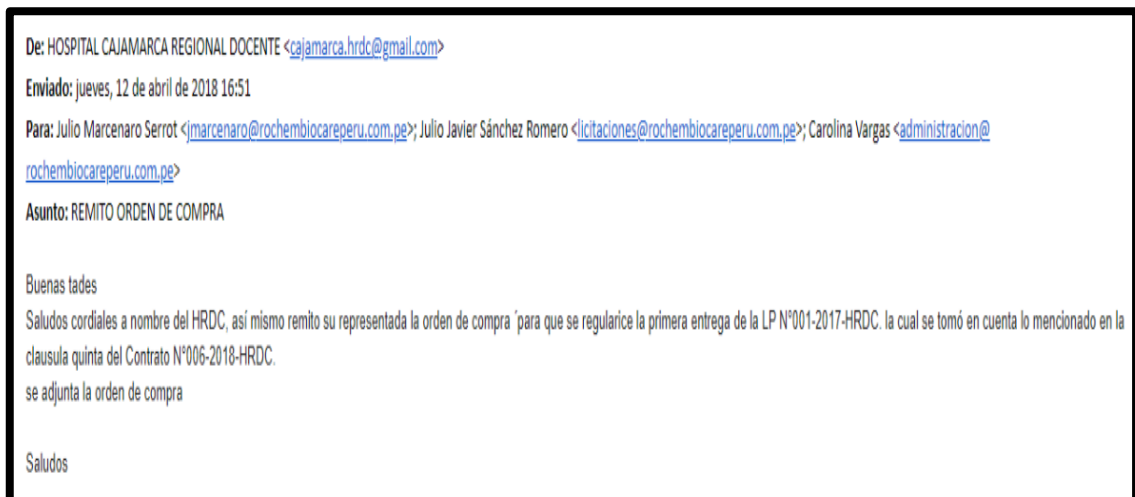 De: HOSPITAL CAJAMARCA REGIONAL DOCENTE <cajamarca.hrdc@gmail.com>
Enviado: jueves, 12 de abril de 2018 16:51
Para: Julio Marcenaro Serrot <jmarcenaro@rochembiocareperu.com.pe>; Julio Javier Sánchez Romero <licitaciones@rochembiocareperu.com.pe>; Carolina Vargas <administracion@
rochembiocareperu.com.pe>
Asunto: REMITO ORDEN DE COMPRA
Buenas tades
Saludos cordiales a nombre del HRDC, así mismo remito su representada la orden de compra ´para que se regularice la primera entrega de la LP N°001-2017-HRDC. la cual se tomó en cuenta lo mencionado en la
clausula quinta del Contrato N°006-2018-HRDC.
se adjunta la orden de compra
Saludos